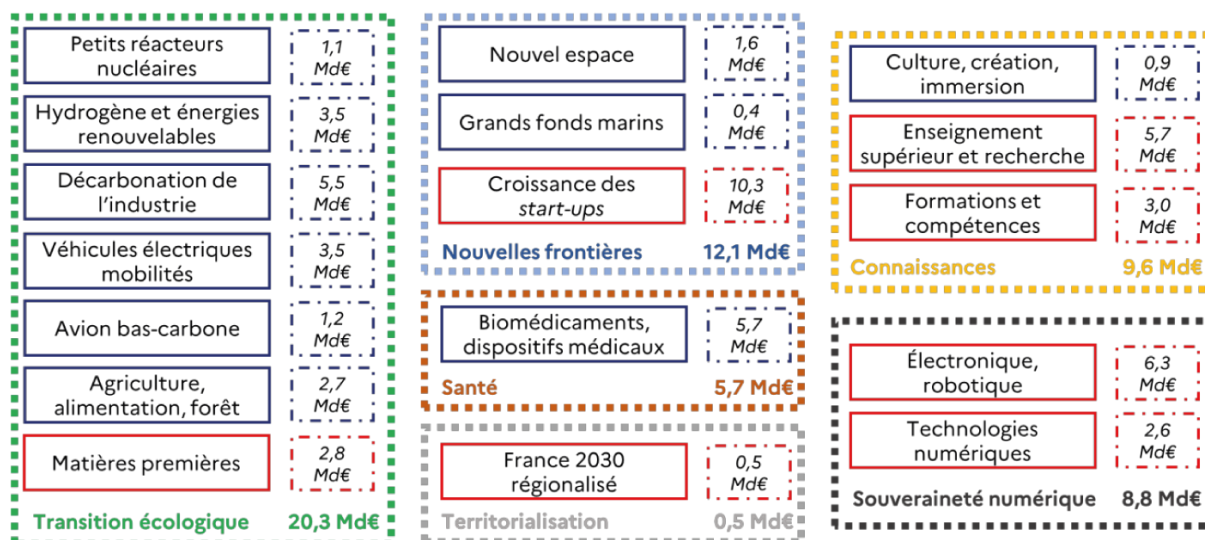 Petits réacteurs
nucléaires
1,1
Md€
Hydrogène et énergies
renouvelables
3,5
Md€
Décarbonation de
l'industrie
5,5
Md€
Véhicules électriques
mobilités
3,5
Md€
Avion bas-carbone
1,2
Md€
Agriculture,
alimentation, forêt
2,7
Md€
Matières premières
2,8
Md€
Transition écologique 20,3 Md€
Nouvel espace
1,6
Md€
Grands fonds marins
0,4
Md€
Croissance des
start-ups
10,3
Md€
Nouvelles frontières 12,1 Md€
Biomédicaments,
dispositifs médicaux
5,7
Md€
Santé 5,7 Md€
France 2030
régionalisé
0,5
Md€
Territorialisation 0,5 Md€
Culture, création,
immersion
0,9
Md€
Enseignement
supérieur et recherche
5,7
Md€
Formations et
compétences
3,0
Md€
Connaissances 9,6 Md€
Électronique,
robotique
6,3
Md€
Technologies
numériques
2,6
Md€
Souveraineté numérique 8,8 Md€